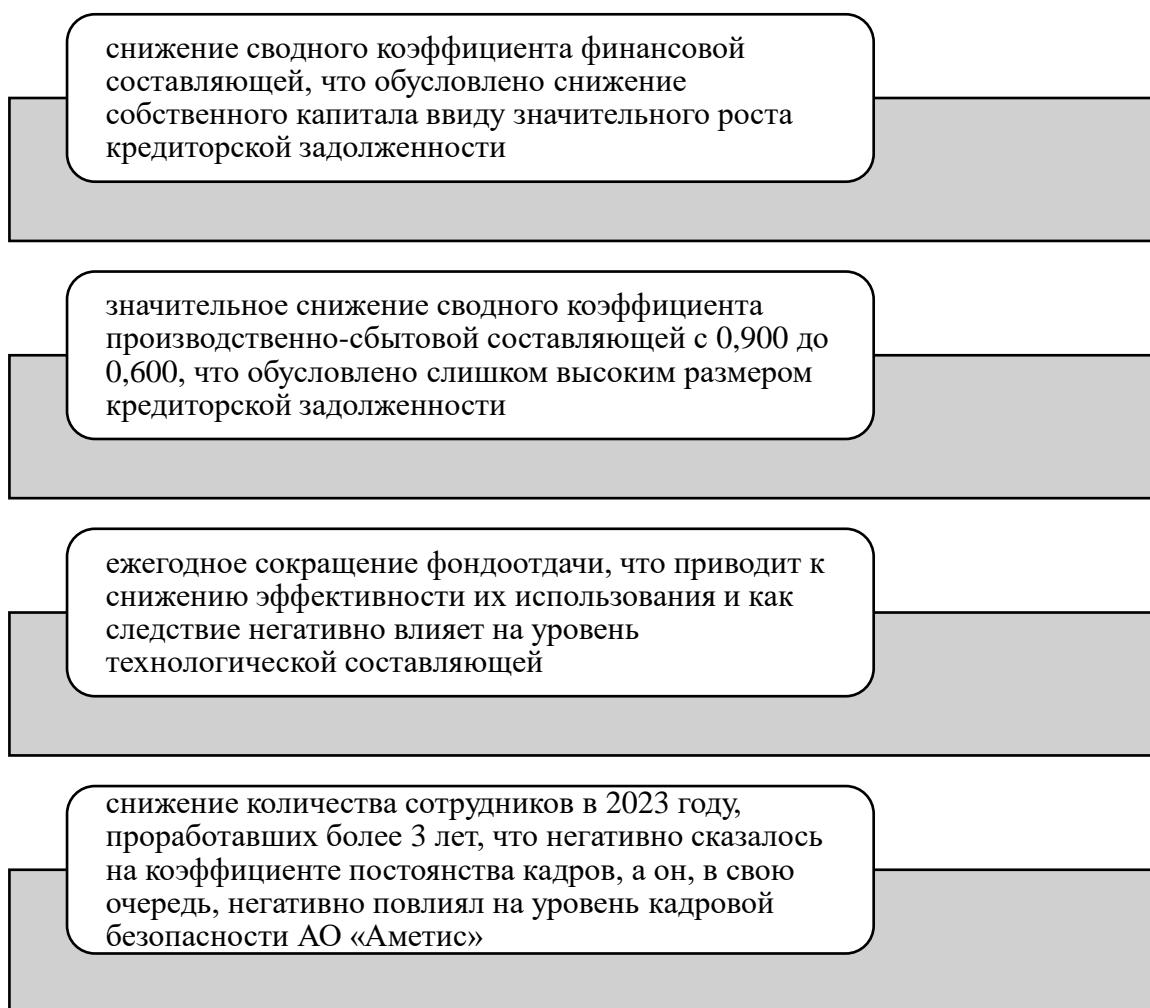 снижение сводного коэффициента финансовой
составляющей, что обусловлено снижение
собственного капитала ввиду значительного роста
кредиторской задолженности
значительное снижение сводного коэффициента
производственно-сбытовой составляющей с 0,900 до
0,600, что обусловлено слишком высоким размером
кредиторской задолженности
ежегодное сокращение фондоотдачи, что приводит к
снижению эффективности их использования и как
следствие негативно влияет на уровень
технологической составляющей
снижение количества сотрудников в 2023 году,
проработавших более 3 лет, что негативно сказалось
на коэффициенте постоянства кадров, а он, в свою
очередь, негативно повлиял на уровень кадровой
безопасности АО «Аметис»